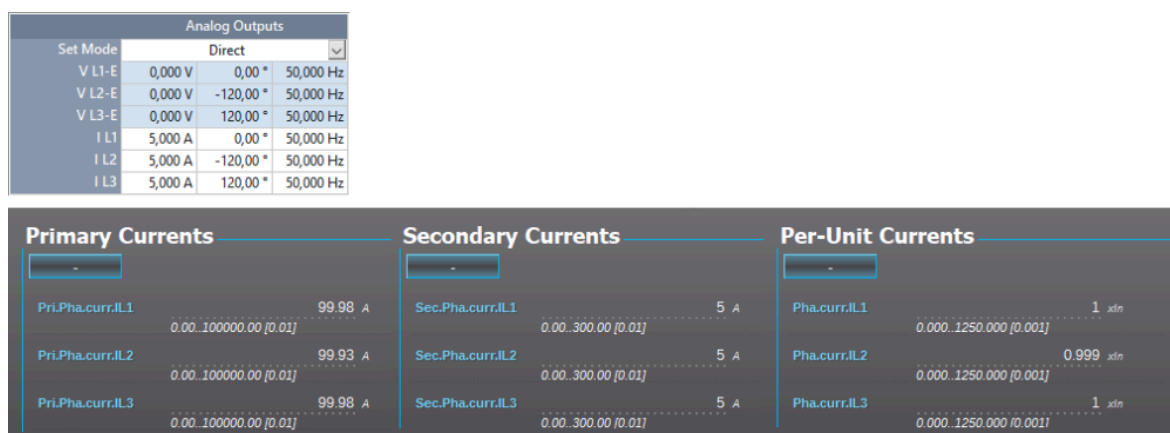 Analog Outputs
Set Mode Direct
V L1-E 0,000 V 0,00 ° 50,000 Hz
V L2-E 0,000 V -120,00 ° 50,000 Hz
V L3-E 0,000 V 120,00 ° 50,000 Hz
I L1 5,000 A 0,00 ° 50,000 Hz
I L2 5,000 A -120,00 ° 50,000 Hz
I L3 5,000 A 120,00 ° 50,000 Hz
Primary Currents Secondary Currents Per-Unit Currents
- - -
Pri.Pha.curr.IL1 99.98 A Sec.Pha.curr.IL1 5 A Pha.curr.IL1 1 xIn
0.00..100000.00 [0.01] 0.00..300.00 [0.01] 0.000..1250.000 [0.001]
Pri.Pha.curr.IL2 99.93 A Sec.Pha.curr.IL2 5 A Pha.curr.IL2 0.999 xIn
0.00..100000.00 [0.01] 0.00..300.00 [0.01] 0.000..1250.000 [0.001]
Pri.Pha.curr.IL3 99.98 A Sec.Pha.curr.IL3 5 A Pha.curr.IL3 1 xIn
0.00..100000.00 [0.01] 0.00..300.00 [0.01] 0.000..1250.000 [0.001]